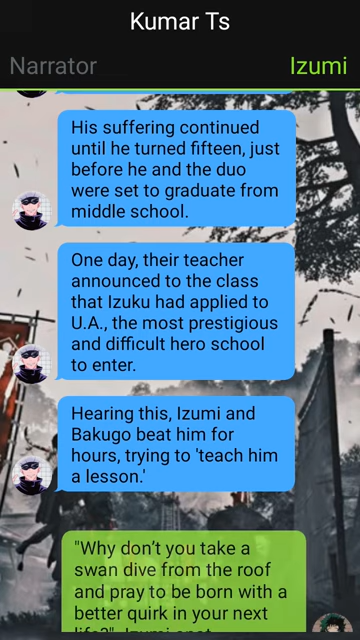 Kumar Ts
Narrator
Izumi
His suffering continued
until he turned fifteen, just
before he and the duo
were set to graduate from
middle school.
One day, their teacher
announced to the class
that Izuku had applied to
U.A., the most prestigious
and difficult hero school
to enter.
Hearing this, Izumi and
Bakugo beat him for
hours, trying to 'teach him
a lesson.'
"Why don’t you take a
swan dive from the roof
and pray to be born with a
better quirk in your next
life?" Izumi